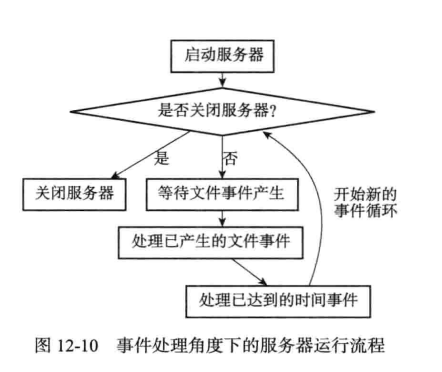 启动服务器
是否关闭服务器?
是
否
关闭服务器
等待文件事件产生
开始新的
事件循环
处理已产生的文件事件
处理已达到的时间事件
图 12-10 事件处理角度下的服务器运行流程